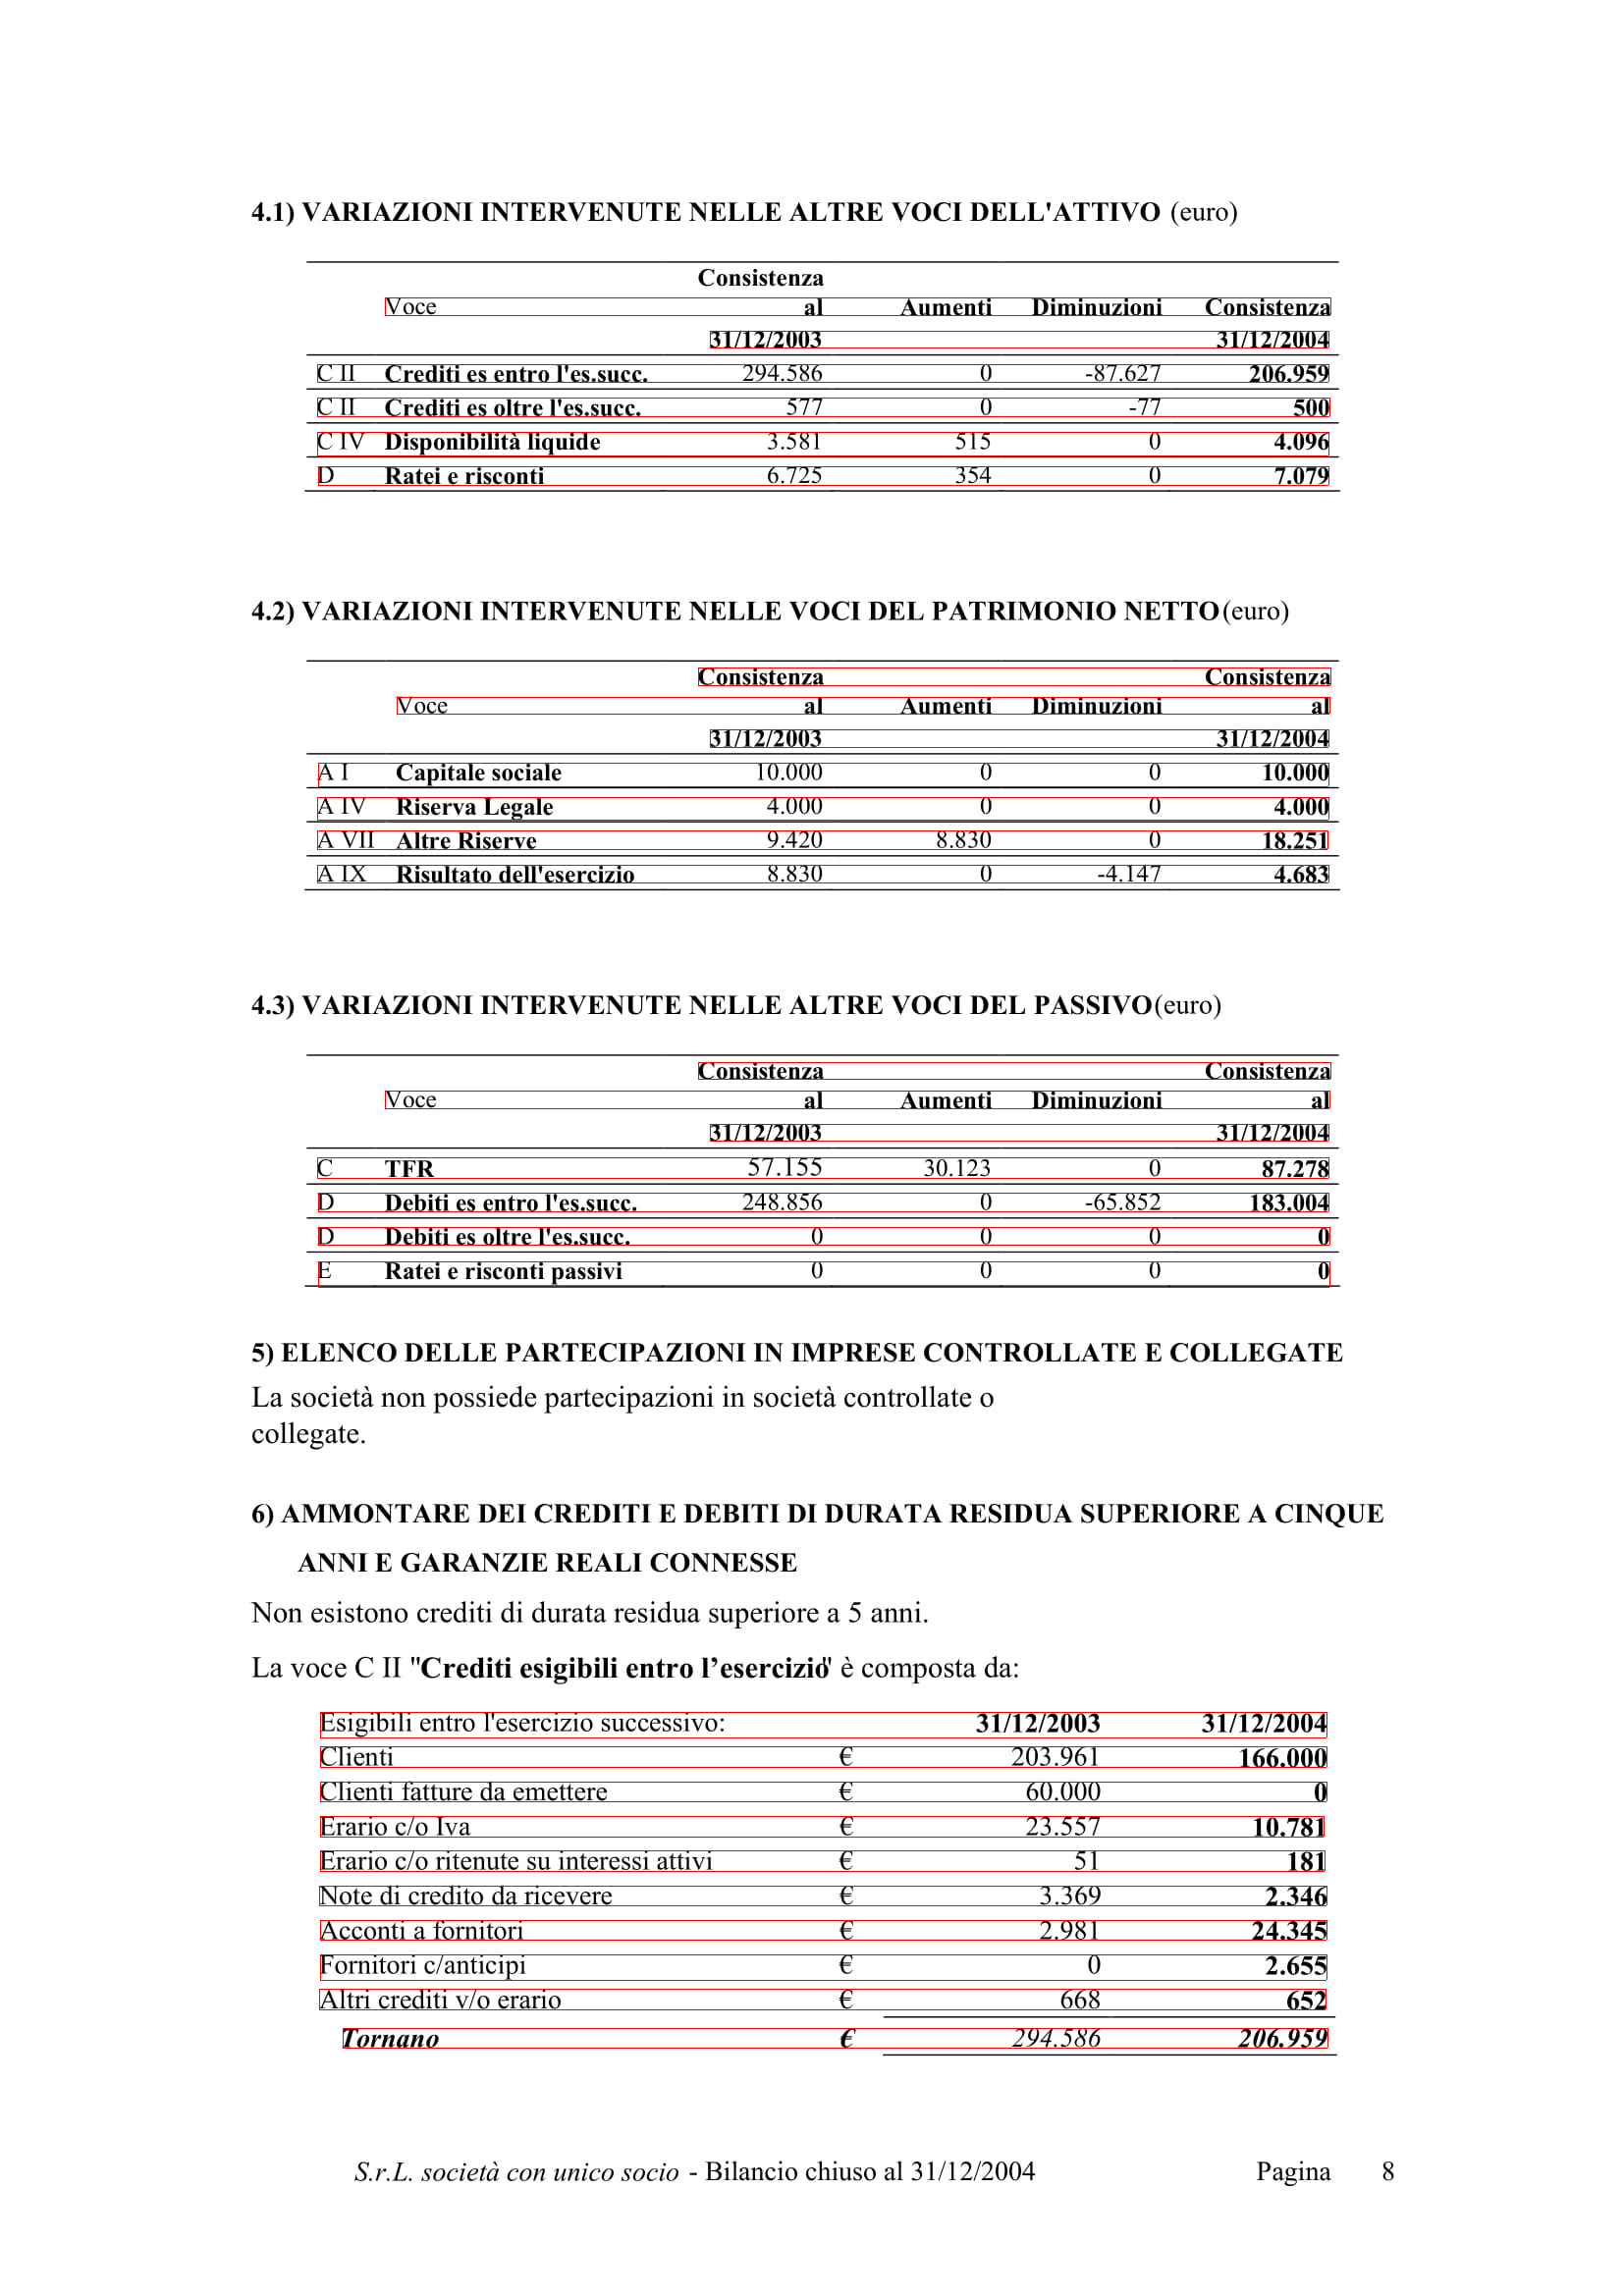 4.1) VARIAZIONI INTERVENUTE NELLE ALTRE VOCI DELL'ATTIVO (euro)
Consistenza
Voce al Aumenti Diminuzioni Consistenza
31/12/2003 31/12/2004
C II Crediti es entro l'es.succ. 294.586 0 -87.627 206.959
C II Crediti es oltre l'es.succ. 577 0 -77 500
C IV Disponibilità liquide 3.581 515 0 4.096
D Ratei e risconti 6.725 354 0 7.079
4.2) VARIAZIONI INTERVENUTE NELLE VOCI DEL PATRIMONIO NETTO (euro)
Consistenza Consistenza
Voce al Aumenti Diminuzioni al
31/12/2003 31/12/2004
A I Capitale sociale 10.000 0 0 10.000
A IV Riserva Legale 4.000 0 0 4.000
A VII Altre Riserve 9.420 8.830 0 18.251
A IX Risultato dell'esercizio 8.830 0 -4.147 4.683
4.3) VARIAZIONI INTERVENUTE NELLE ALTRE VOCI DEL PASSIVO (euro)
Consistenza Consistenza
Voce al Aumenti Diminuzioni al
31/12/2003 31/12/2004
C TFR 57.155 30.123 0 87.278
D Debiti es entro l'es.succ. 248.856 0 -65.852 183.004
D Debiti es oltre l'es.succ. 0 0 0 0
E Ratei e risconti passivi 0 0 0 0
5) ELENCO DELLE PARTECIPAZIONI IN IMPRESE CONTROLLATE E COLLEGATE
La società non possiede partecipazioni in società controllate o
collegate.
6) AMMONTARE DEI CREDITI E DEBITI DI DURATA RESIDUA SUPERIORE A CINQUE
ANNI E GARANZIE REALI CONNESSE
Non esistono crediti di durata residua superiore a 5 anni.
La voce C II "Crediti esigibili entro l’esercizio" è composta da:
Esigibili entro l'esercizio successivo: 31/12/2003 31/12/2004
Clienti € 203.961 166.000
Clienti fatture da emettere € 60.000 0
Erario c/o Iva € 23.557 10.781
Erario c/o ritenute su interessi attivi € 51 181
Note di credito da ricevere € 3.369 2.346
Acconti a fornitori € 2.981 24.345
Fornitori c/anticipi € 0 2.655
Altri crediti v/o erario € 668 652
Tornano € 294.586 206.959
S.r.L. società con unico socio - Bilancio chiuso al 31/12/2004 Pagina 8